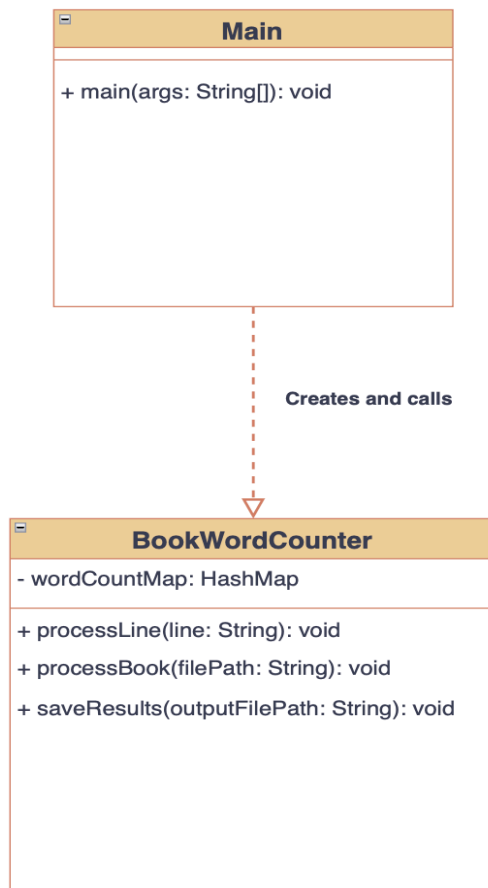 Main
+ main(args: String[]): void
Creates and calls
BookWordCounter
- wordCountMap: HashMap
+ processLine(line: String): void
+ processBook(filePath: String): void
+ saveResults(outputFilePath: String): void